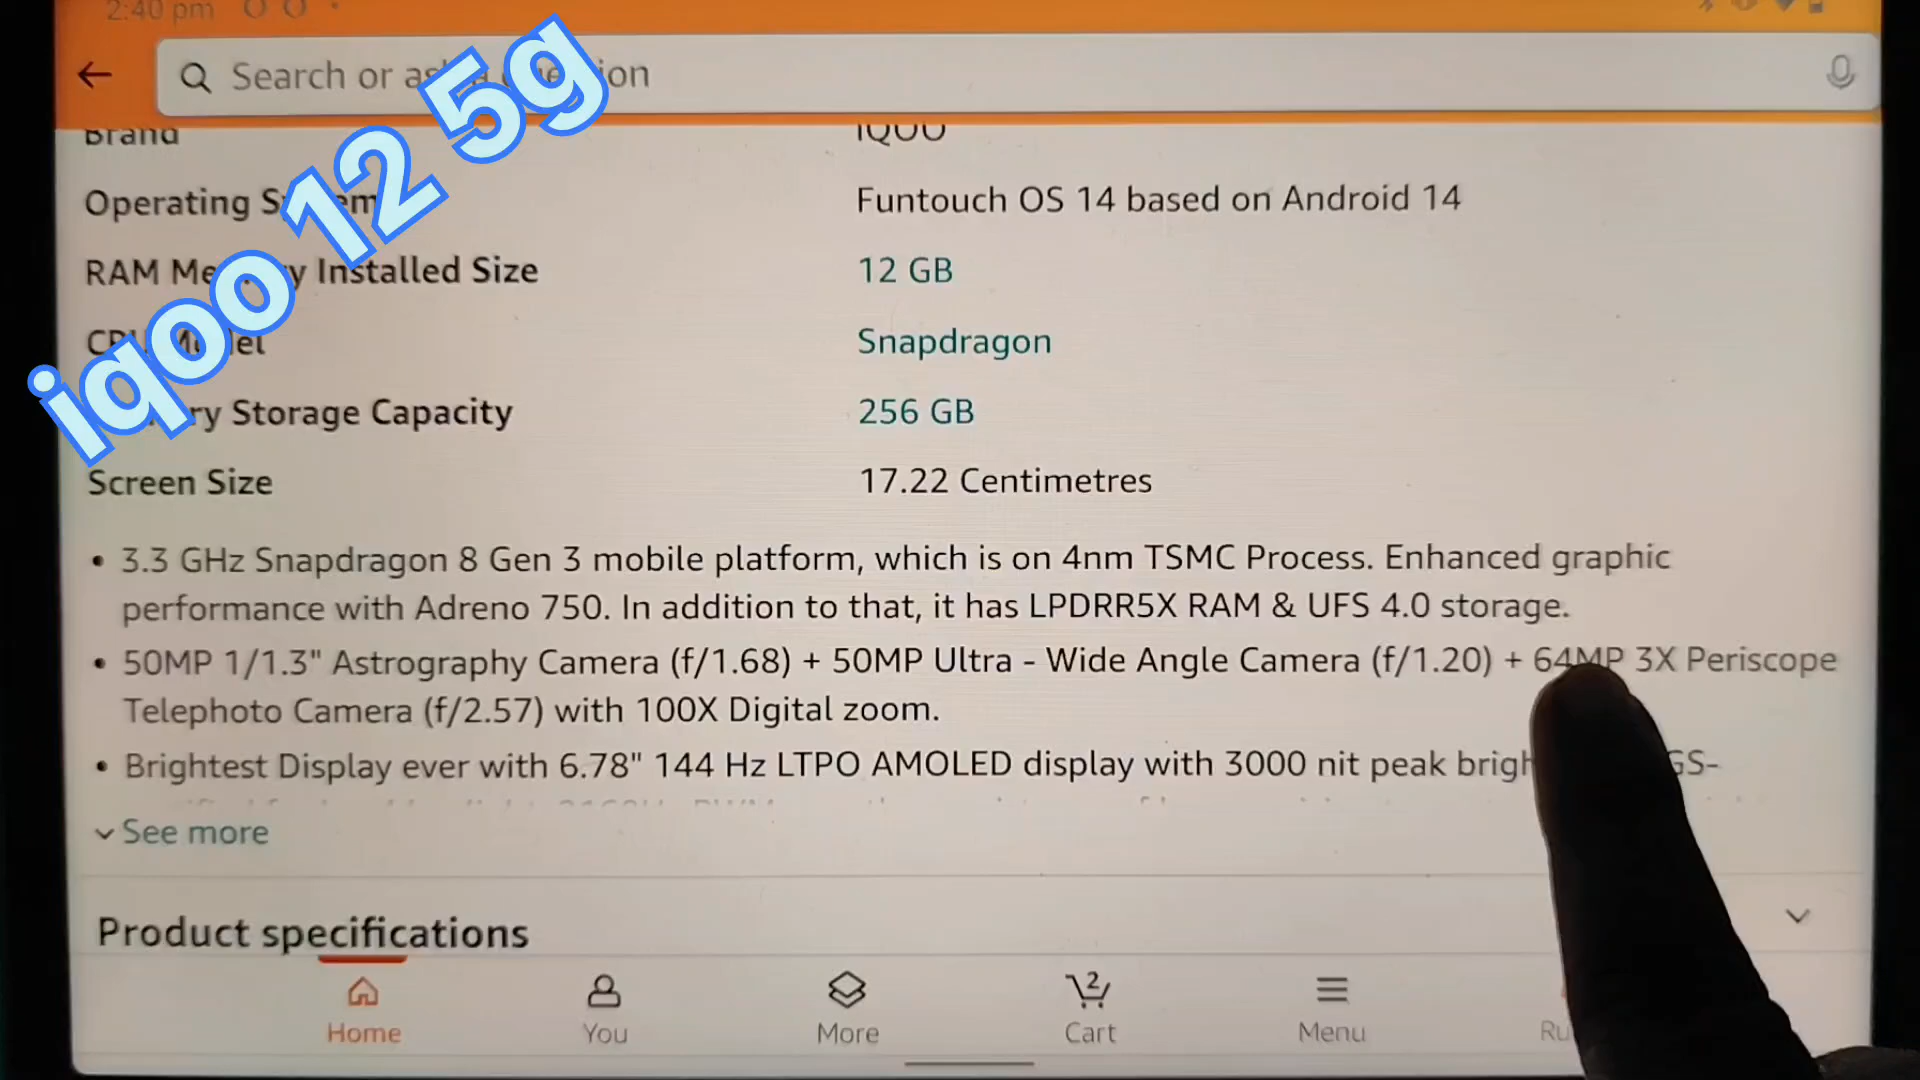 2:40 pm
Search or ask a question
iqoo 12 5g
Brand iQOO
Operating System Funtouch OS 14 based on Android 14
RAM Memory Installed Size 12 GB
CPU Model Snapdragon
Storage Capacity 256 GB
Screen Size 17.22 Centimetres
• 3.3 GHz Snapdragon 8 Gen 3 mobile platform, which is on 4nm TSMC Process. Enhanced graphic
performance with Adreno 750. In addition to that, it has LPDRR5X RAM & UFS 4.0 storage.
• 50MP 1/1.3" Astrography Camera (f/1.68) + 50MP Ultra - Wide Angle Camera (f/1.20) + 64MP 3X Periscope
Telephoto Camera (f/2.57) with 100X Digital zoom.
• Brightest Display ever with 6.78" 144 Hz LTPO AMOLED display with 3000 nit peak
See more
Product specifications
Home You More 2 Cart Menu